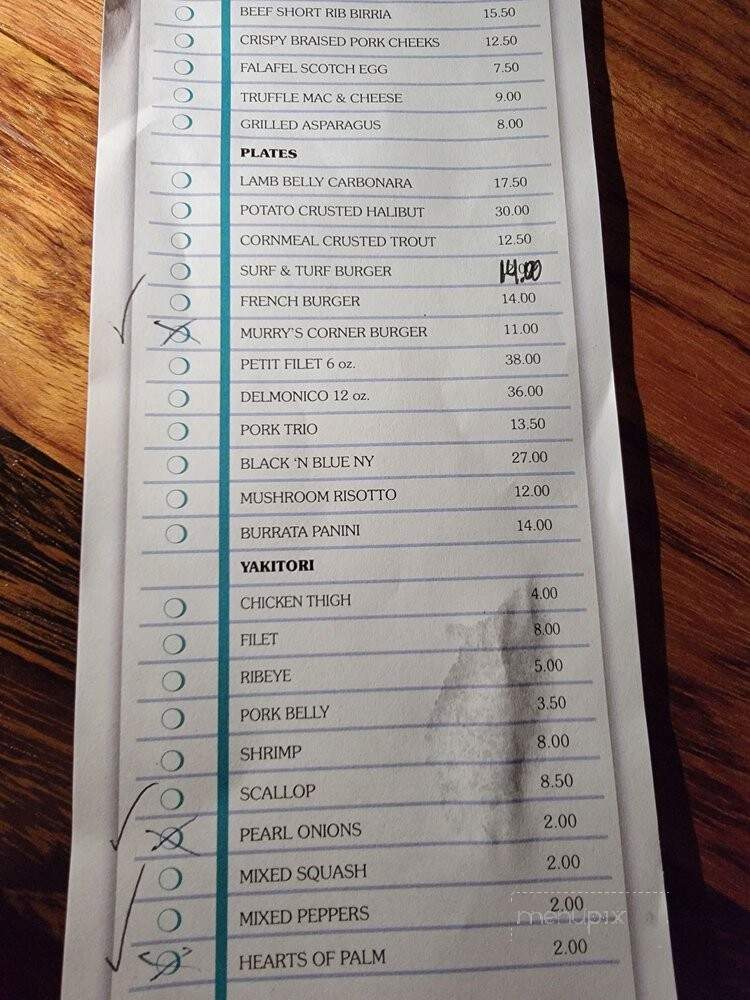 BEEF SHORT RIB BIRRIA 15.50
CRISPY BRAISED PORK CHEEKS 12.50
FALAFEL SCOTCH EGG 7.50
TRUFFLE MAC & CHEESE 9.00
GRILLED ASPARAGUS 8.00
PLATES
LAMB BELLY CARBONARA 17.50
POTATO CRUSTED HALIBUT 30.00
CORNMEAL CRUSTED TROUT 12.50
SURF & TURF BURGER 14.00
FRENCH BURGER 14.00
MURRY'S CORNER BURGER 11.00
PETIT FILET 6 oz. 38.00
DELMONICO 12 oz. 36.00
PORK TRIO 13.50
BLACK 'N BLUE NY 27.00
MUSHROOM RISOTTO 12.00
BURRATA PANINI 14.00
YAKITORI
CHICKEN THIGH 4.00
FILET 8.00
RIBEYE 5.00
PORK BELLY 3.50
SHRIMP 8.00
SCALLOP 8.50
PEARL ONIONS 2.00
MIXED SQUASH 2.00
MIXED PEPPERS 2.00
menupix
HEARTS OF PALM 2.00